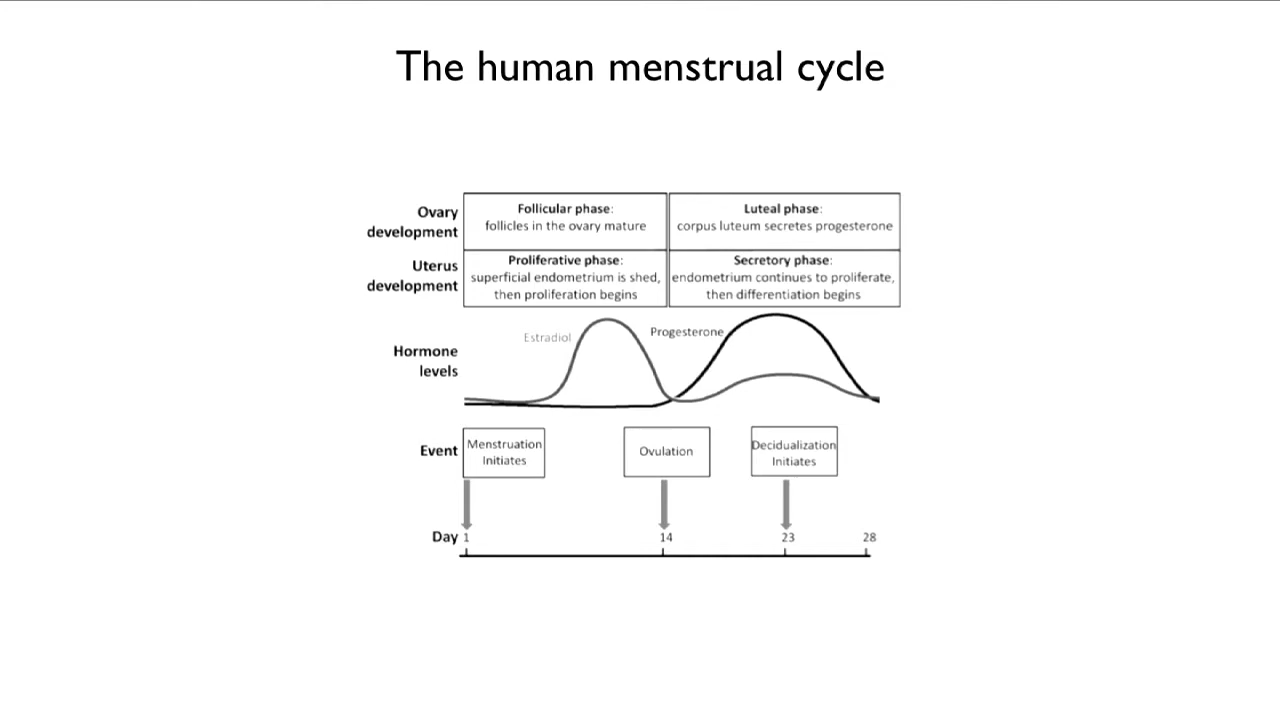 The human menstrual cycle
Ovary
development
Follicular phase:
follicles in the ovary mature
Luteal phase:
corpus luteum secretes progesterone
Uterus
development
Proliferative phase:
superficial endometrium is shed,
then proliferation begins
Secretory phase:
endometrium continues to proliferate,
then differentiation begins
Hormone
levels
Estradiol
Progesterone
Event
Menstruation
Initiates
Ovulation
Decidualization
Initiates
Day 1 14 23 28